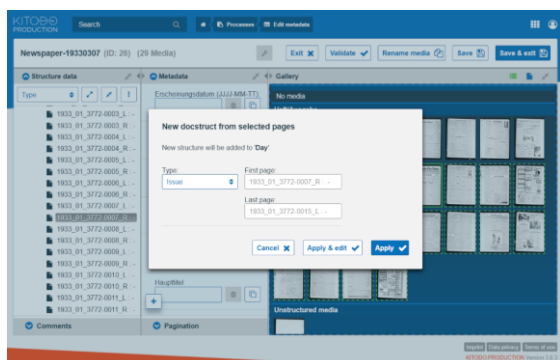 KITODO
PRODUCTION
Search
Processes
Edit metadata
Newspaper-19330307 (ID: 28) (29 Media)
Exit
Validate
Rename media
Save
Save & exit
Structure data
Metadata
Gallery
Type
Erscheinungsdatum (JJJJ-MM-TT):
No media
1933_01_3772-0003_L : -
1933_01_3772-0003_R : -
1933_01_3772-0004_L : -
1933_01_3772-0004_R : -
1933_01_3772-0005_L : -
1933_01_3772-0005_R : -
1933_01_3772-0006_L : -
1933_01_3772-0006_R : -
1933_01_3772-0007_L : -
1933_01_3772-0007_R : -
1933_01_3772-0008_L : -
1933_01_3772-0008_R : -
1933_01_3772-0009_L : -
1933_01_3772-0009_R : -
1933_01_3772-0010_L : -
1933_01_3772-0010_R : -
1933_01_3772-0011_L : -
1933_01_3772-0011_R : -
New docstruct from selected pages
New structure will be added to 'Day'
Type:
Issue
First page:
1933_01_3772-0007_R : -
Last page:
1933_01_3772-0015_L : -
Cancel
Apply & edit
Apply
Haupttitel
Unstructured media
Comments
Pagination
Imprint
Data privacy
Terms of use
KITODO.PRODUCTION